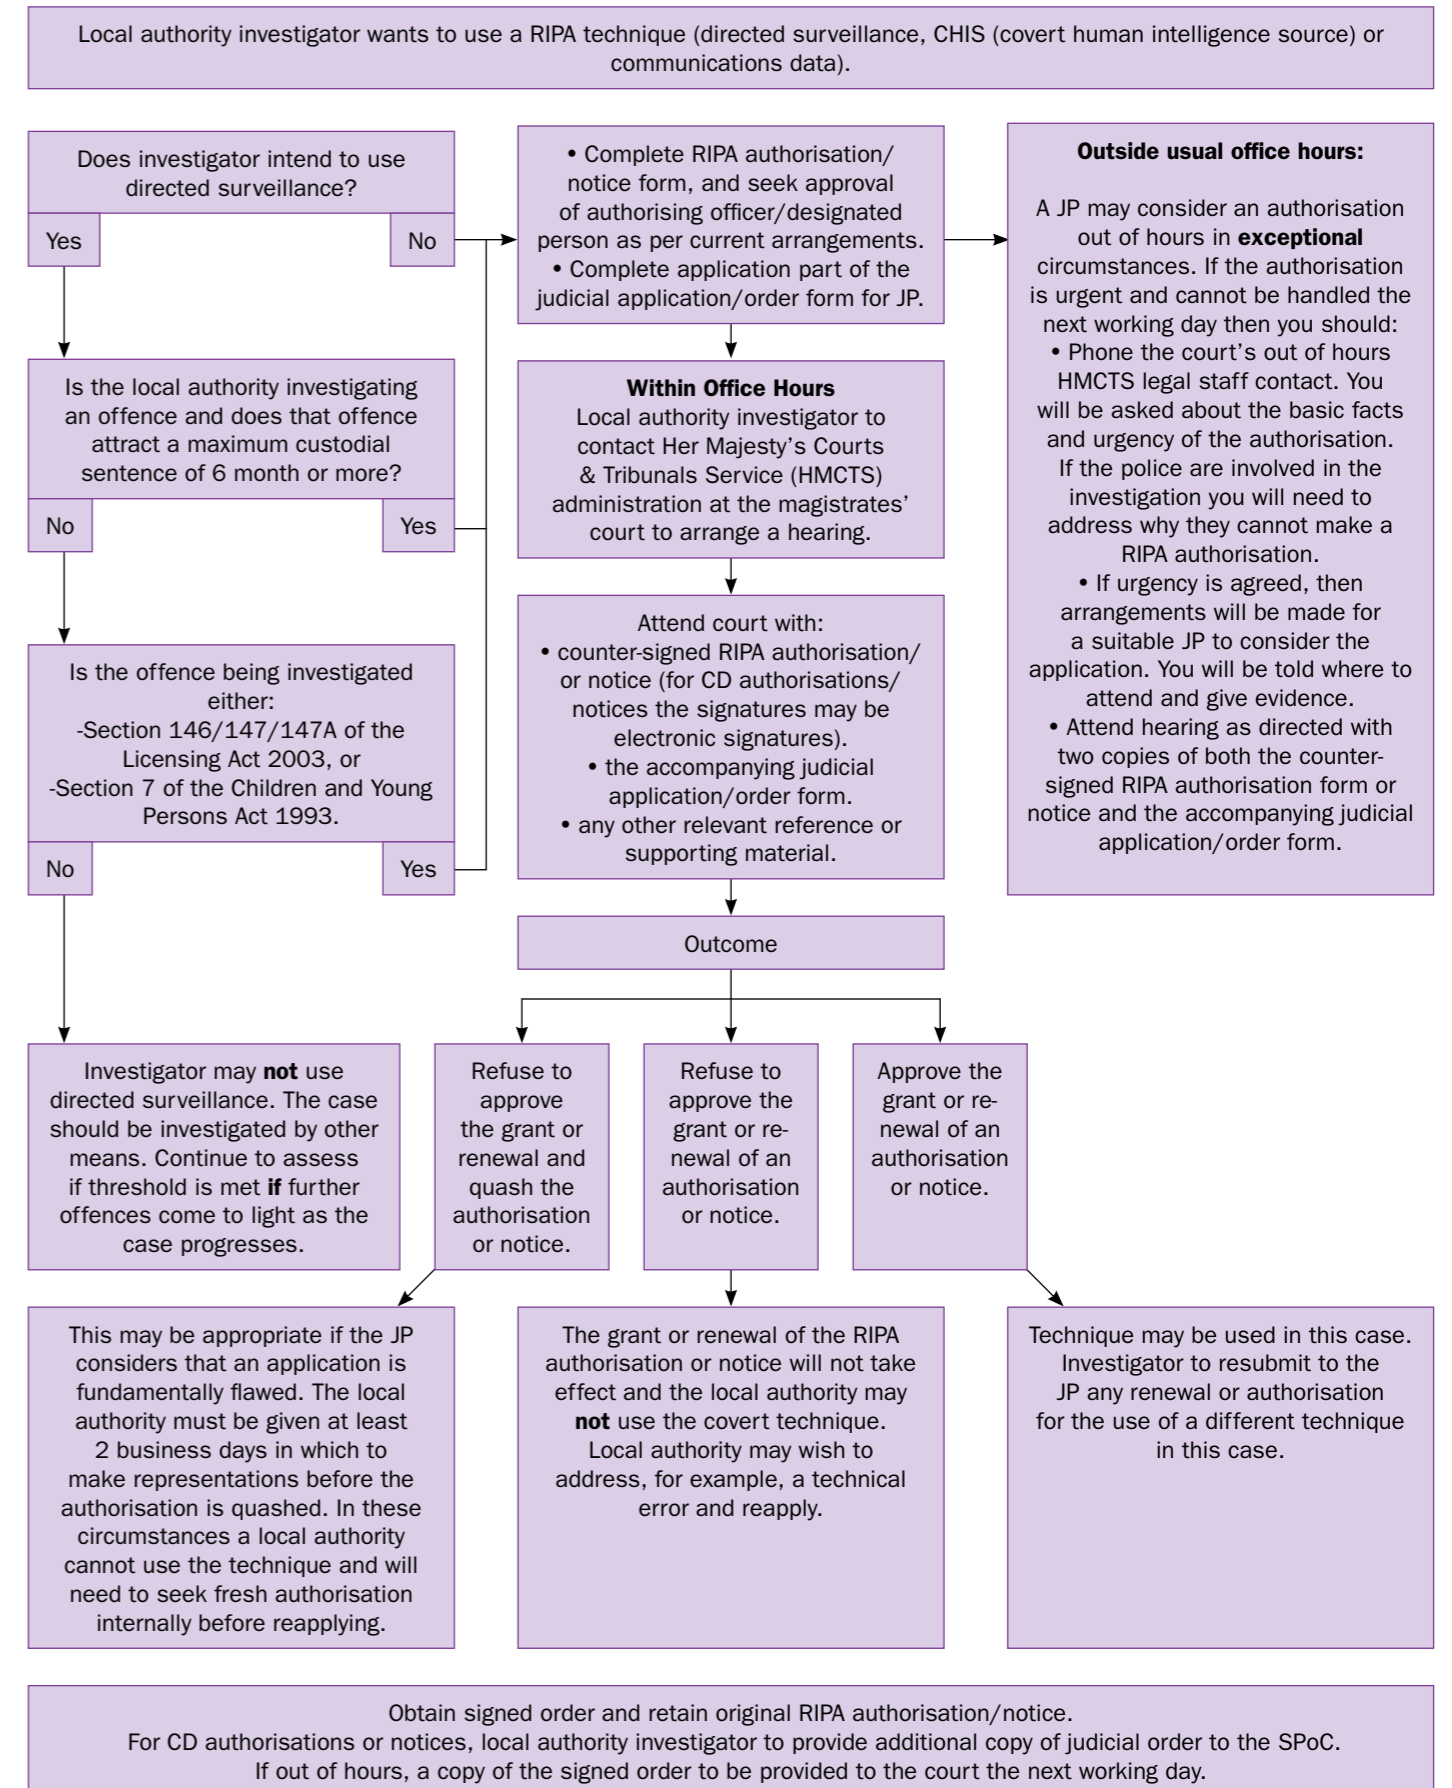 Local authority investigator wants to use a RIPA technique (directed surveillance, CHIS (covert human intelligence source) or
communications data).
Does investigator intend to use
directed surveillance?
Yes
No
Is the local authority investigating
an offence and does that offence
attract a maximum custodial
sentence of 6 month or more?
No
Yes
Is the offence being investigated
either:
-Section 146/147/147A of the
Licensing Act 2003, or
-Section 7 of the Children and Young
Persons Act 1993.
No
Yes
• Complete RIPA authorisation/
notice form, and seek approval
of authorising officer/designated
person as per current arrangements.
• Complete application part of the
judicial application/order form for JP.
Within Office Hours
Local authority investigator to
contact Her Majesty's Courts
& Tribunals Service (HMCTS)
administration at the magistrates'
court to arrange a hearing.
Attend court with:
• counter-signed RIPA authorisation/
or notice (for CD authorisations/
notices the signatures may be
electronic signatures).
• the accompanying judicial
application/order form.
• any other relevant reference or
supporting material.
Outside usual office hours:
A JP may consider an authorisation
out of hours in exceptional
circumstances. If the authorisation
is urgent and cannot be handled the
next working day then you should:
• Phone the court's out of hours
HMCTS legal staff contact. You
will be asked about the basic facts
and urgency of the authorisation.
If the police are involved in the
investigation you will need to
address why they cannot make a
RIPA authorisation.
• If urgency is agreed, then
arrangements will be made for
a suitable JP to consider the
application. You will be told where to
attend and give evidence.
• Attend hearing as directed with
two copies of both the counter-
signed RIPA authorisation form or
notice and the accompanying judicial
application/order form.
Outcome
Investigator may not use
directed surveillance. The case
should be investigated by other
means. Continue to assess
if threshold is met if further
offences come to light as the
case progresses.
Refuse to
approve
the grant or
renewal and
quash the
authorisation
or notice.
Refuse to
approve the
grant or re-
newal of an
authorisation
or notice.
Approve the
grant or re-
newal of an
authorisation
or notice.
This may be appropriate if the JP
considers that an application is
fundamentally flawed. The local
authority must be given at least
2 business days in which to
make representations before the
authorisation is quashed. In these
circumstances a local authority
cannot use the technique and will
need to seek fresh authorisation
internally before reapplying.
The grant or renewal of the RIPA
authorisation or notice will not take
effect and the local authority may
not use the covert technique.
Local authority may wish to
address, for example, a technical
error and reapply.
Technique may be used in this case.
Investigator to resubmit to the
JP any renewal or authorisation
for the use of a different technique
in this case.
Obtain signed order and retain original RIPA authorisation/notice.
For CD authorisations or notices, local authority investigator to provide additional copy of judicial order to the SPoC.
If out of hours, a copy of the signed order to be provided to the court the next working day.